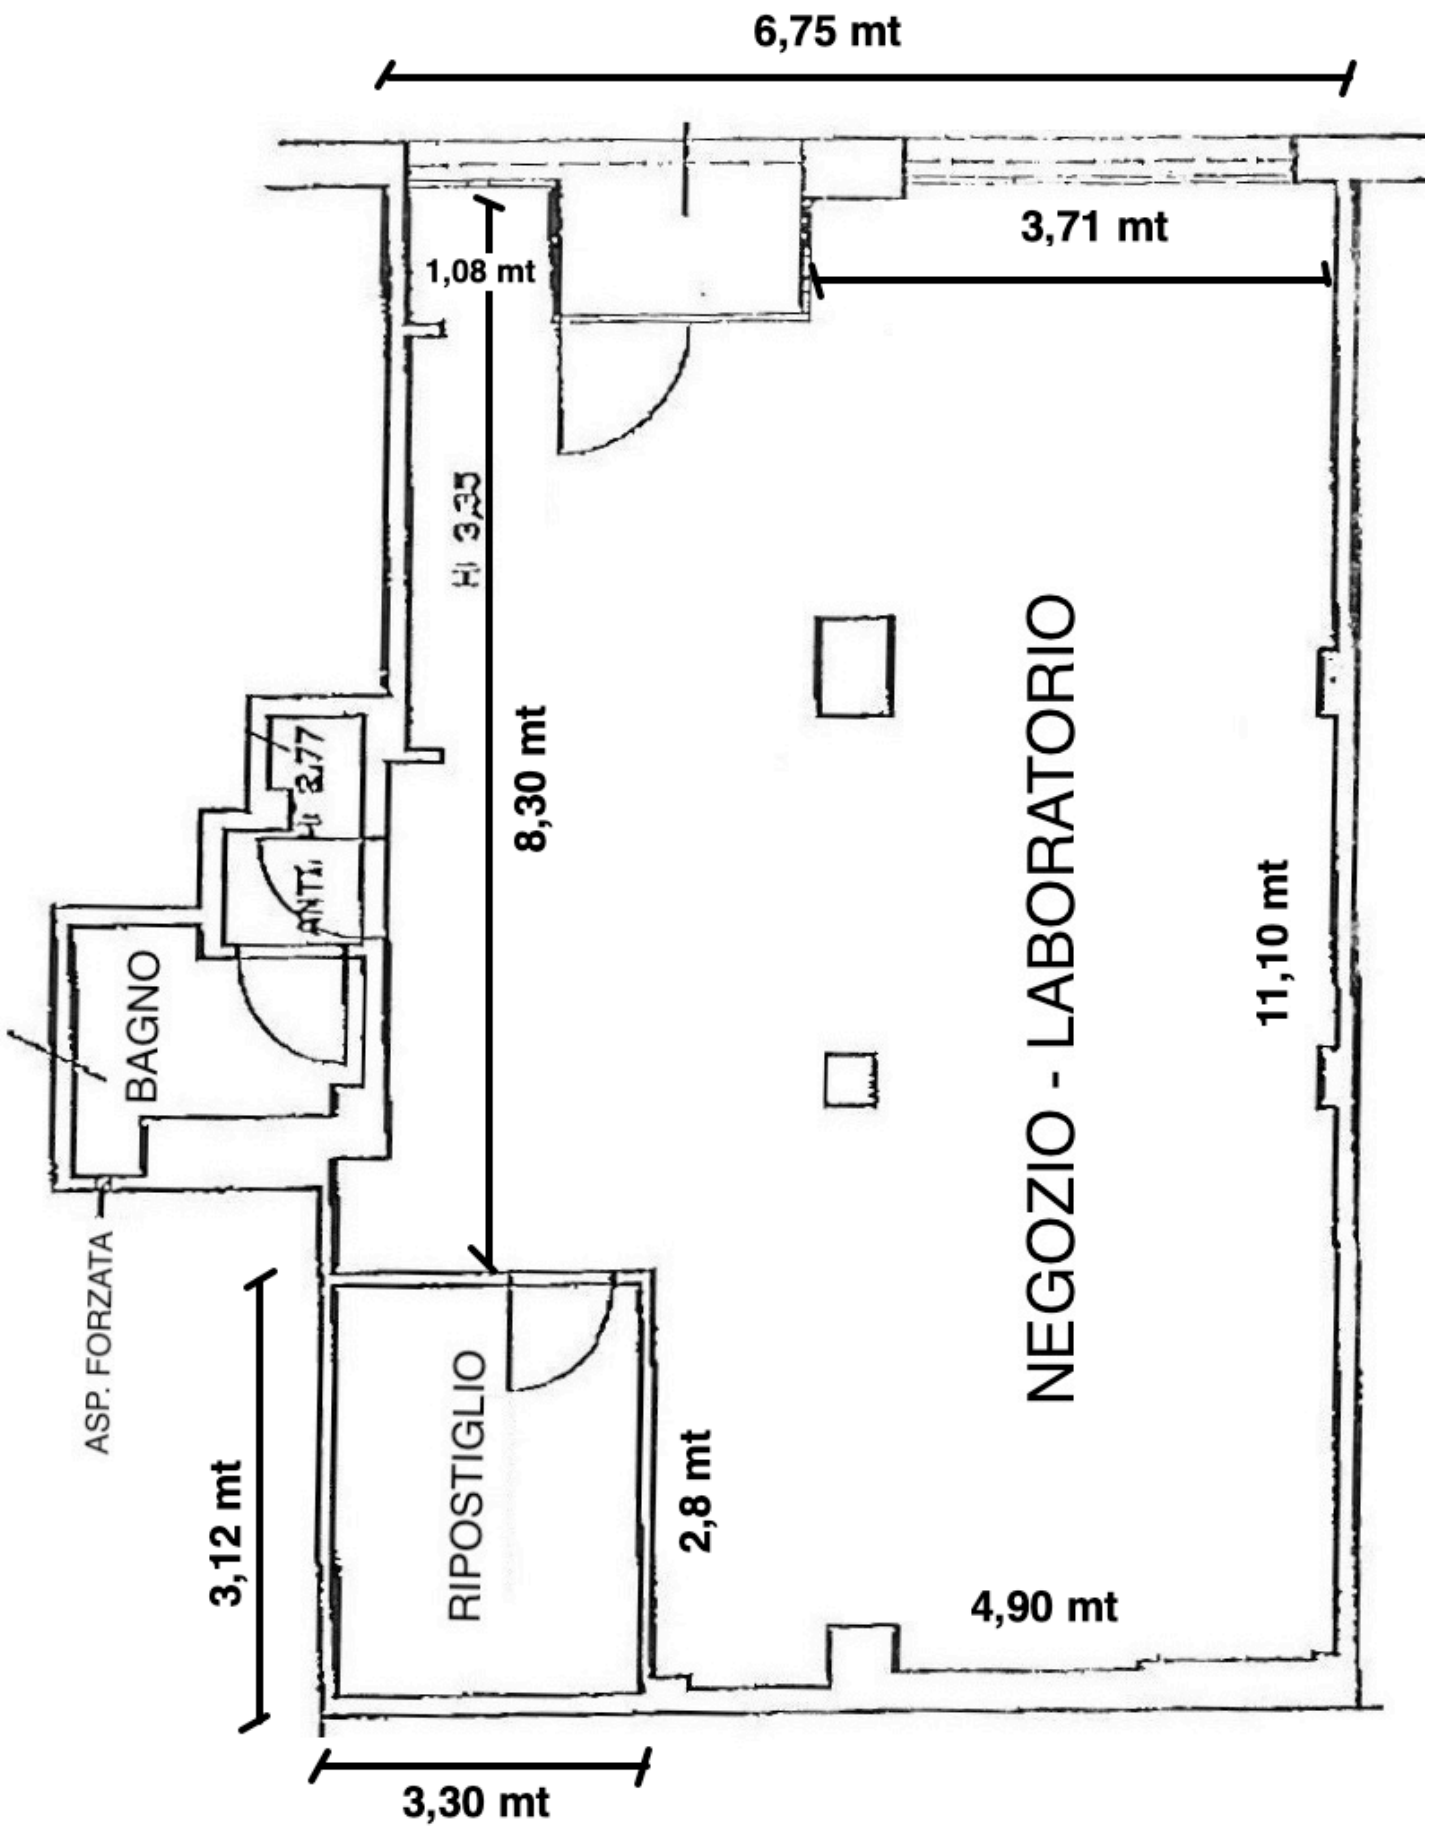 6,75 mt
3,71 mt
1,08 mt
H 3,35
8,30 mt
NEGOZIO - LABORATORIO
11,10 mt
ANTI H 2,77
BAGNO
ASP. FORZATA
3,12 mt
RIPOSTIGLIO
2,8 mt
4,90 mt
3,30 mt